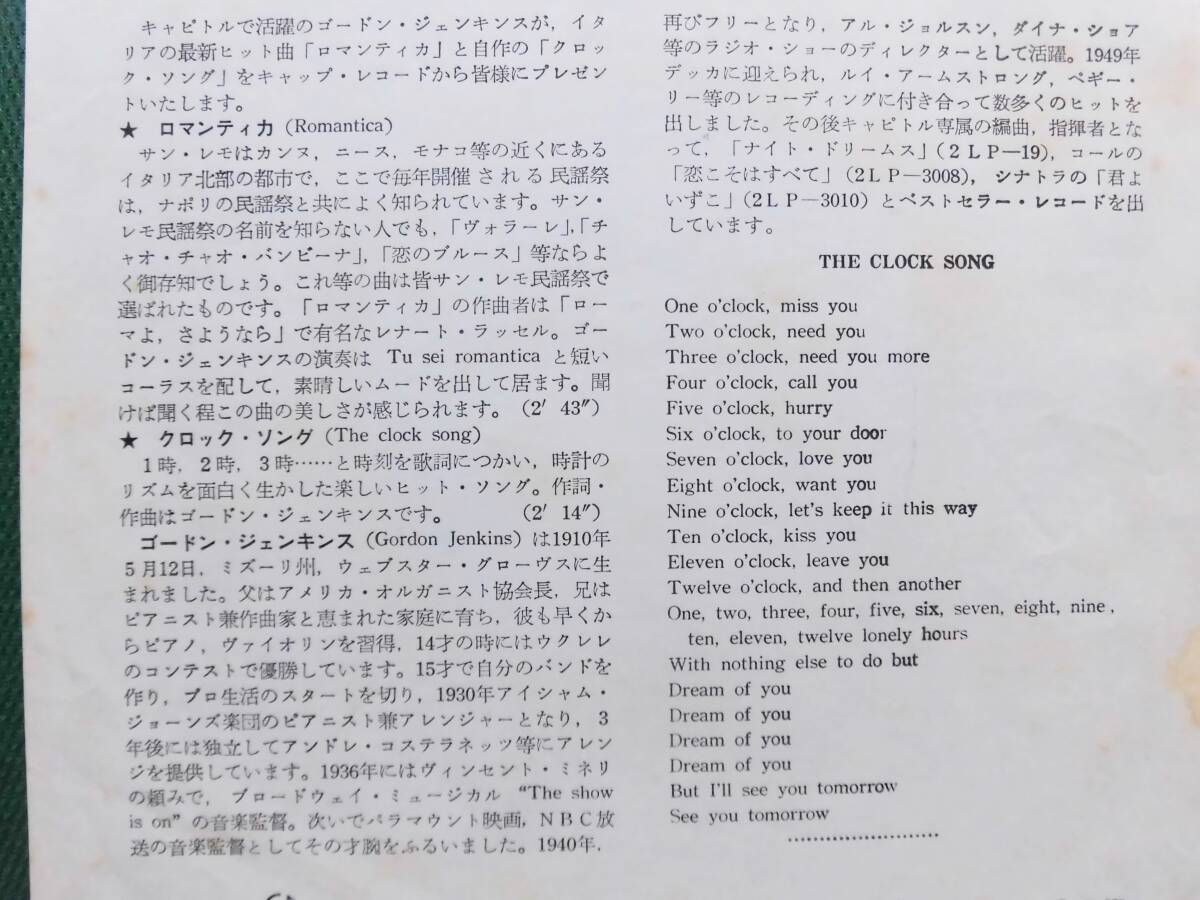 キャピトルで活躍のゴードン・ジェンキンスが，イタ
リアの最新ヒット曲「ロマンティカ」と自作の「クロッ
ク・ソング」をキャップ・レコードから皆様にプレゼン
トいたします。
★ ロマンティカ (Romantica)
サン・レモはカンヌ，ニース，モナコ等の近くにある
イタリア北部の都市で，ここで毎年開催される民謡祭
は，ナポリの民謡祭と共によく知られています。サン・
レモ民謡祭の名前を知らない人でも，「ヴォラーレ」，「チ
ャオ・チャオ・バンビーナ」，「恋のブルース」等ならよ
く御存知でしょう。これ等の曲は皆サン・レモ民謡祭で
選ばれたものです。「ロマンティカ」の作曲者は「ロー
マよ，さようなら」で有名なレナート・ラッセル。ゴー
ドン・ジェンキンスの演奏は Tu sei romantica と短い
コーラスを配して，素晴しいムードを出して居ます。聞
けば聞く程この曲の美しさが感じられます。(2′ 43″)
★ クロック・ソング (The clock song)
1時，2時，3時……と時刻を歌詞につかい，時計の
リズムを面白く生かした楽しいヒット・ソング。作詞・
作曲はゴードン・ジェンキンスです。 (2′ 14″)
ゴードン・ジェンキンス (Gordon Jenkins) は1910年
5月12日，ミズーリ州，ウェブスター・グローヴスに生
まれました。父はアメリカ・オルガニスト協会長，兄は
ピアニスト兼作曲家と恵まれた家庭に育ち，彼も早くか
らピアノ，ヴァイオリンを習得，14才の時にはウクレレ
のコンテストで優勝しています。15才で自分のバンドを
作り，プロ生活のスタートを切り，1930年アイシャム・
ジョーンズ楽団のピアニスト兼アレンジャーとなり，3
年後には独立してアンドレ・コステラネッツ等にアレン
ジを提供しています。1936年にはヴィンセント・ミネリ
の頼みで，ブロードウェイ・ミュージカル “The show
is on” の音楽監督。次いでパラマウント映画，NBC放
送の音楽監督としてその才腕をふるいました。1940年，
再びフリーとなり，アル・ジョルスン，ダイナ・ショア
等のラジオ・ショーのディレクターとして活躍。1949年
デッカに迎えられ，ルイ・アームストロング，ペギー・
リー等のレコーディングに付き合って数多くのヒットを
出しました。その後キャピトル専属の編曲，指揮者とな
って，「ナイト・ドリームス」(2LP―19)，コールの
「恋こそはすべて」(2LP―3008)，シナトラの「君よ
いずこ」(2LP―3010) とベストセラー・レコードを出
しています。
THE CLOCK SONG
One o'clock, miss you
Two o'clock, need you
Three o'clock, need you more
Four o'clock, call you
Five o'clock, hurry
Six o'clock, to your door
Seven o'clock, love you
Eight o'clock, want you
Nine o'clock, let's keep it this way
Ten o'clock, kiss you
Eleven o'clock, leave you
Twelve o'clock, and then another
One, two, three, four, five, six, seven, eight, nine,
ten, eleven, twelve lonely hours
With nothing else to do but
Dream of you
Dream of you
Dream of you
Dream of you
But I'll see you tomorrow
See you tomorrow